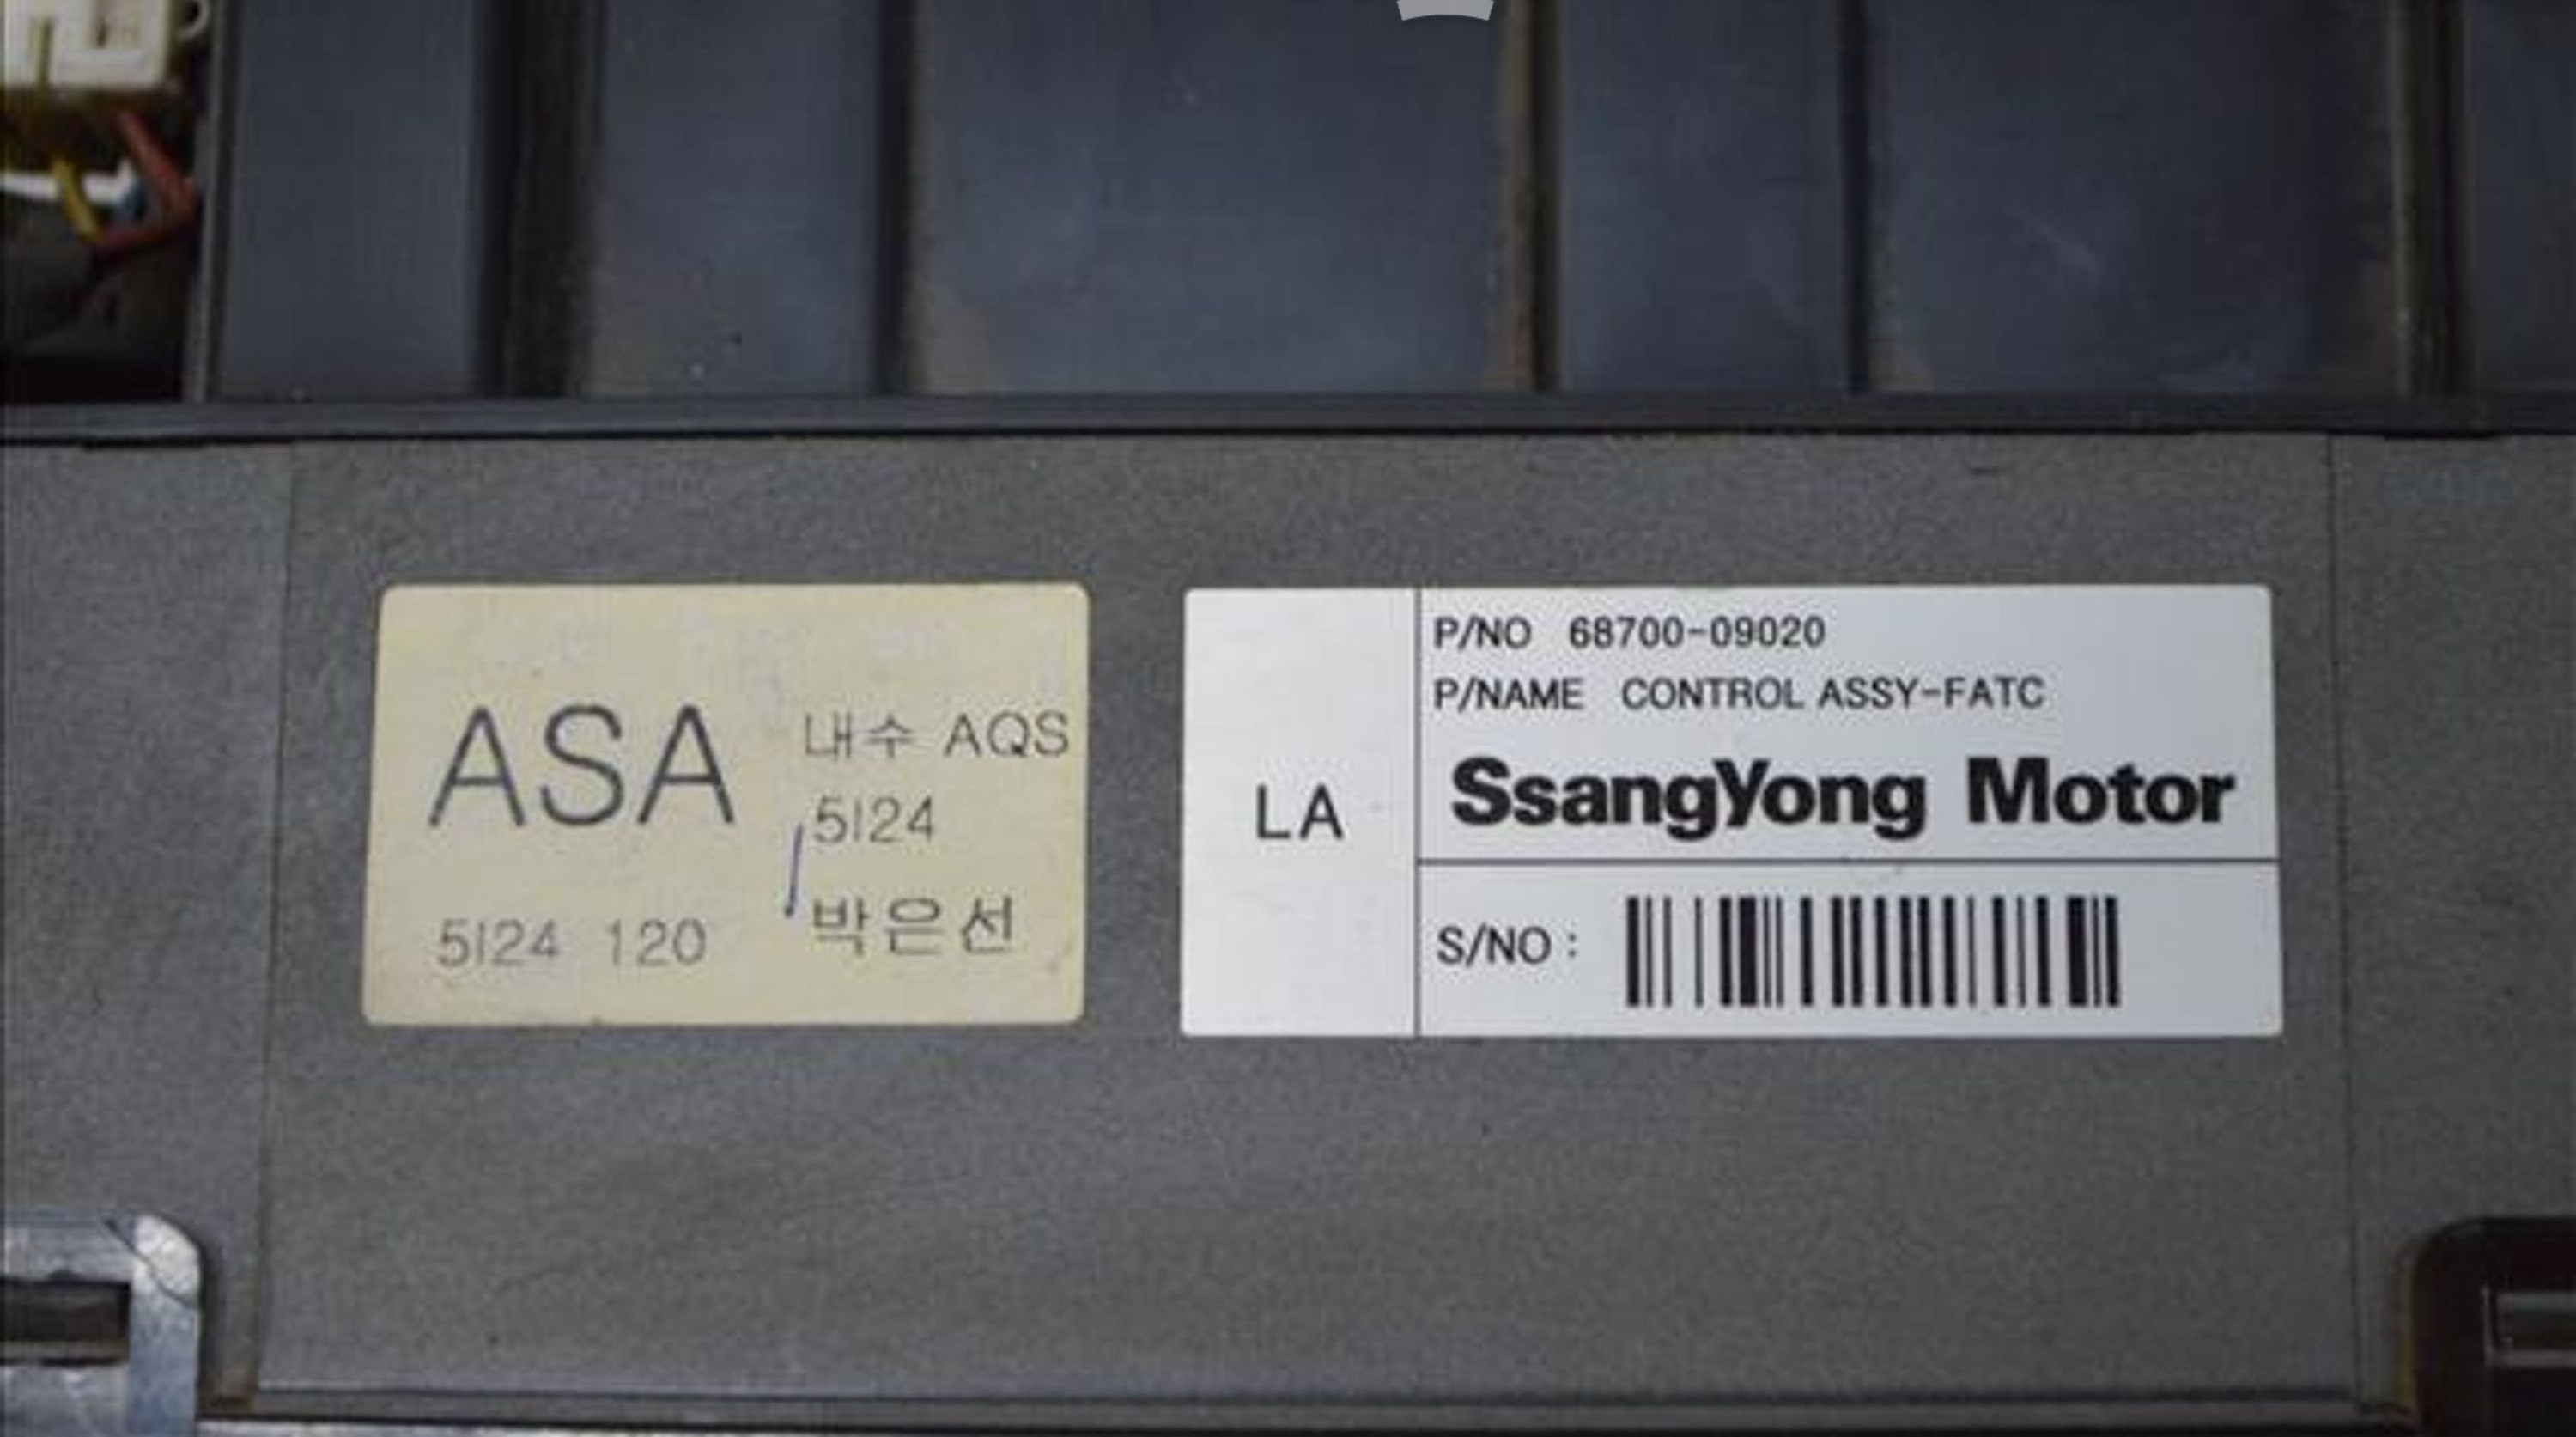 ASA
내수 AQS
5124
박은선
5124 120
LA
P/NO 68700-09020
P/NAME CONTROL ASSY-FATC
SsangYong Motor
S/NO :